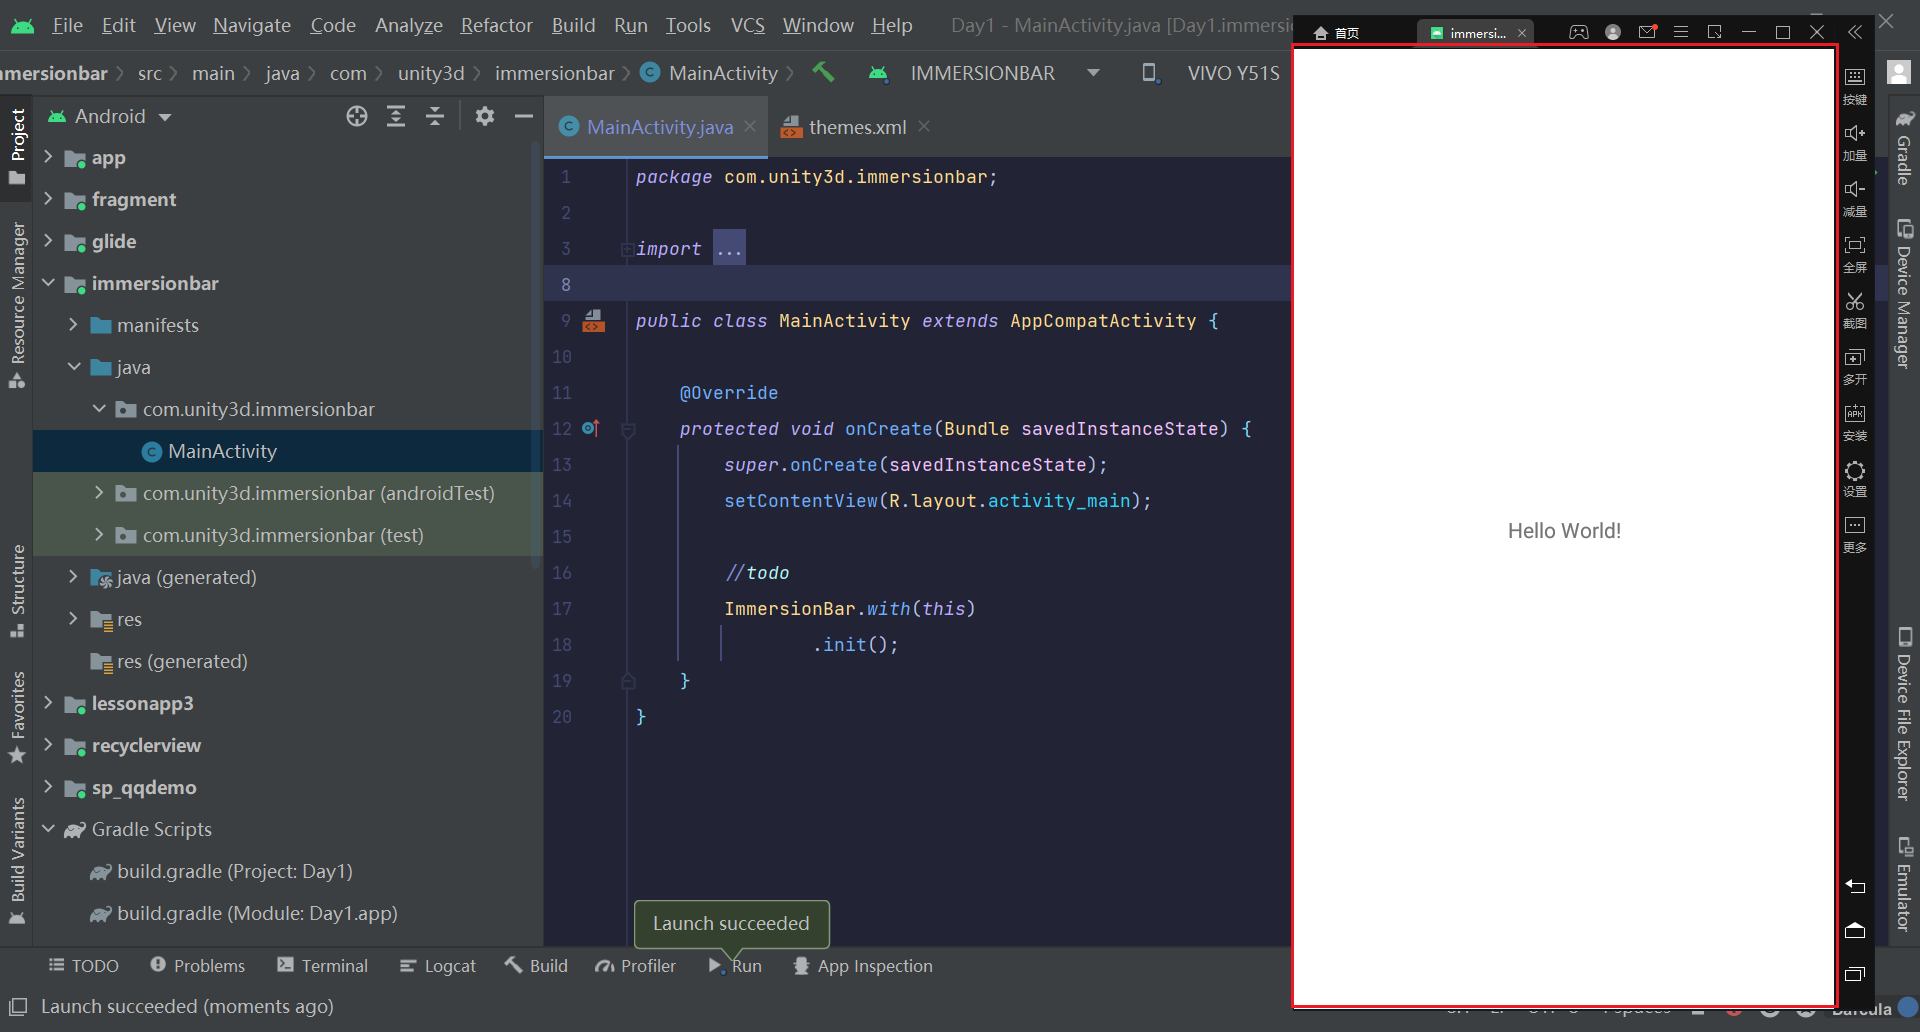 File Edit View Navigate Code Analyze Refactor Build Run Tools VCS Window Help Day1 - MainActivity.java [Day1.immersi
mmersionbar src main java com unity3d immersionbar MainActivity IMMERSIONBAR VIVO Y51S
Project
Resource Manager
Structure
Favorites
Build Variants
Android
app
fragment
glide
immersionbar
manifests
java
com.unity3d.immersionbar
MainActivity
com.unity3d.immersionbar (androidTest)
com.unity3d.immersionbar (test)
java (generated)
res
res (generated)
lessonapp3
recyclerview
sp_qqdemo
Gradle Scripts
build.gradle (Project: Day1)
build.gradle (Module: Day1.app)
MainActivity.java themes.xml
1 package com.unity3d.immersionbar;
2
3 import ...
8
9 public class MainActivity extends AppCompatActivity {
10
11 @Override
12 protected void onCreate(Bundle savedInstanceState) {
13 super.onCreate(savedInstanceState);
14 setContentView(R.layout.activity_main);
15
16 //todo
17 ImmersionBar.with(this)
18 .init();
19 }
20 }
Launch succeeded
首页 immersi...
Hello World!
按键
加量
减量
全屏
截图
多开
APK
安装
设置
更多
Gradle
Device Manager
Device File Explorer
Emulator
TODO Problems Terminal Logcat Build Profiler Run App Inspection
Launch succeeded (moments ago)
Darcula